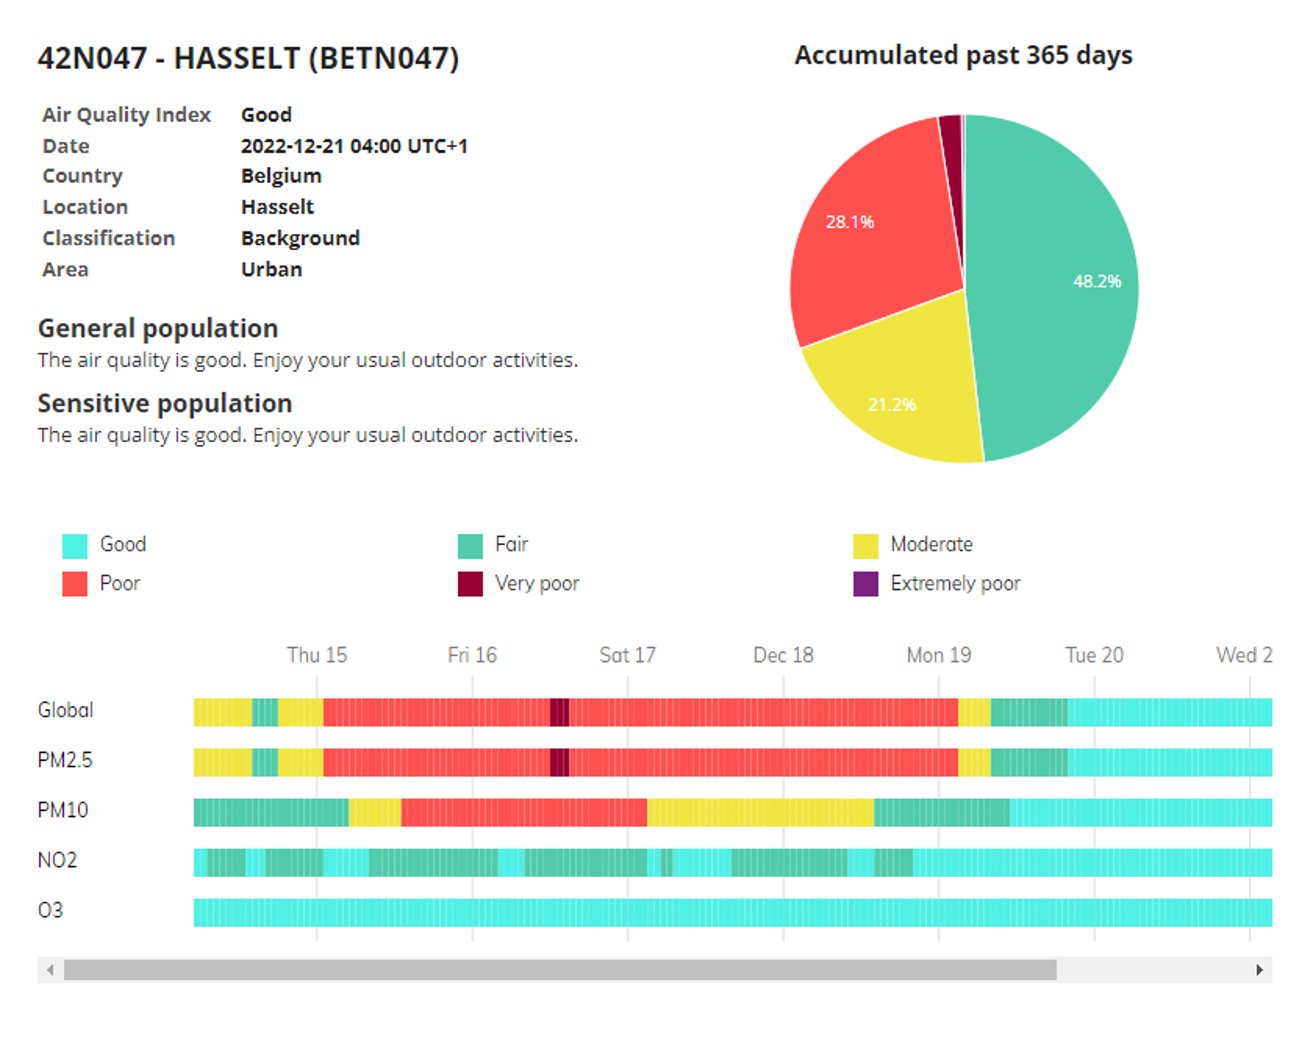 42N047 - HASSELT (BETN047)
Accumulated past 365 days
Air Quality Index Good
Date 2022-12-21 04:00 UTC+1
Country Belgium
Location Hasselt
Classification Background
Area Urban
General population
The air quality is good. Enjoy your usual outdoor activities.
Sensitive population
The air quality is good. Enjoy your usual outdoor activities.
28.1%
48.2%
21.2%
Good Fair Moderate
Poor Very poor Extremely poor
Thu 15 Fri 16 Sat 17 Dec 18 Mon 19 Tue 20 Wed 2
Global
PM2.5
PM10
NO2
O3